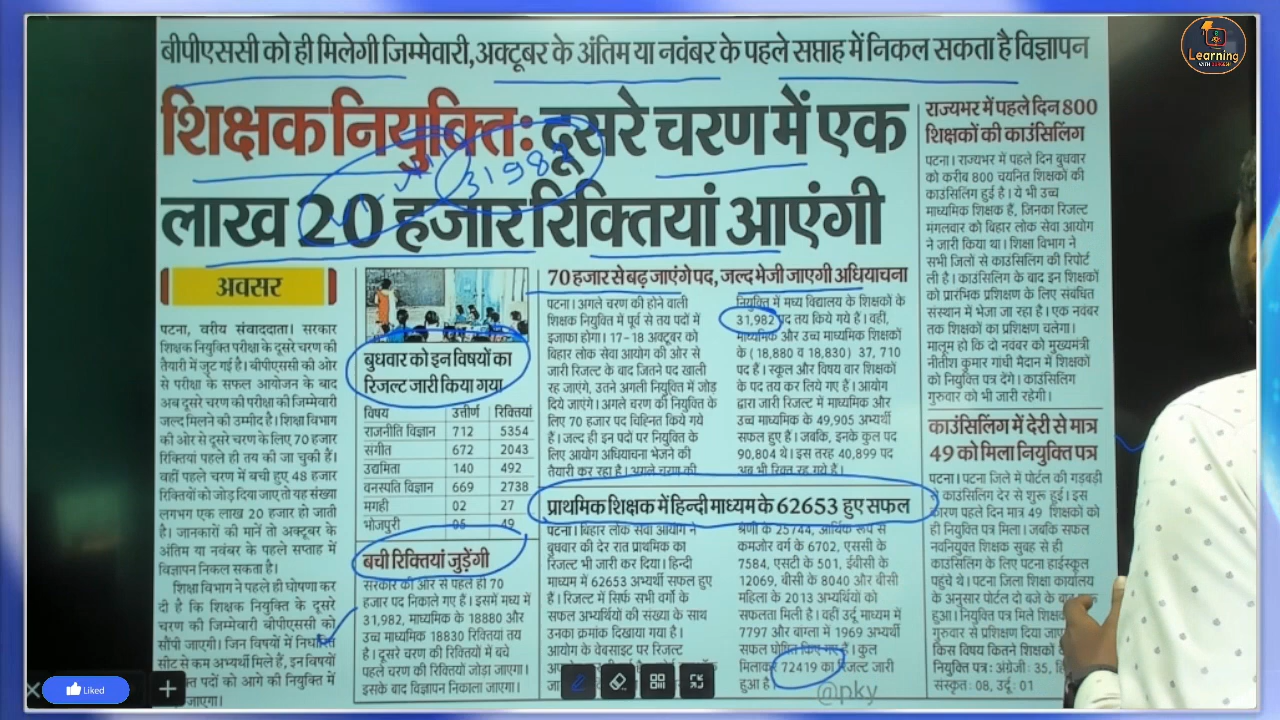 बीपीएससी को ही मिलेगी जिम्मेवारी,अक्टूबर के अंतिम या नवंबर के पहले सप्ताह में निकल सकता है विज्ञापन
शिक्षक नियुक्ति: दूसरे चरण में एक
लाख 20 हजार रिक्तियां आएंगी
31982
अवसर
पटना, वरीय संवाददाता। सरकार
शिक्षक नियुक्ति परीक्षा के दूसरे चरण की
तैयारी में जुट गई है। बीपीएससी की ओर
से परीक्षा के सफल आयोजन के बाद
अब दूसरे चरण की परीक्षा की जिम्मेवारी
जल्द मिलने की उम्मीद है। शिक्षा विभाग
की ओर से दूसरे चरण के लिए 70 हजार
रिक्तियां पहले ही तय की जा चुकी हैं।
वहीं पहले चरण में बची हुए 48 हजार
रिक्तियों को जोड़ दिया जाए तो यह संख्या
लगभग एक लाख 20 हजार हो जाती
है। जानकारों की मानें तो अक्टूबर के
अंतिम या नवंबर के पहले सप्ताह में
विज्ञापन निकल सकता है।
शिक्षा विभाग ने पहले ही घोषणा कर
दी है कि शिक्षक नियुक्ति के दूसरे
चरण की जिम्मेवारी बीपीएससी को
सौंपी जाएगी। जिन विषयों में निर्धारित
सीट से कम अभ्यर्थी मिले हैं, इन विषयों
पदों को आगे की नियुक्ति में
जाएगा।
बुधवार को इन विषयों का
रिजल्ट जारी किया गया
विषय उत्तीर्ण रिक्तियां
राजनीति विज्ञान 712 5354
संगीत 672 2043
उद्यमिता 140 492
वनस्पति विज्ञान 669 2738
मगही 02 27
भोजपुरी 05 49
बची रिक्तियां जुड़ेंगी
सरकार की ओर से पहले ही 70
हजार पद निकाले गए है। इसमें मध्य में
31,982, माध्यमिक के 18880 और
उच्च माध्यमिक 18830 रिक्तियां तय
है। दूसरे चरण की रिक्तियों में बचे
पहले चरण की रिक्तियों जोड़ा जाएगा।
इसके बाद विज्ञापन निकाला जाएगा।
70 हजार से बढ़ जाएंगे पद, जल्द भेजी जाएगी अधियाचना
पटना। अगले चरण की होने वाली
शिक्षक नियुक्ति में पूर्व से तय पदों में
इजाफा होगा। 17-18 अक्टूबर को
बिहार लोक सेवा आयोग की ओर से
जारी रिजल्ट के बाद जितने पद खाली
रह जाएंगे, उतने अगली नियुक्ति में जोड़
दिये जाएंगे। अगले चरण की नियुक्ति के
लिए 70 हजार पद चिह्नित किये गये
हैं। जल्द ही इन पदों पर नियुक्ति के
लिए आयोग अधियाचना भेजने की
तैयारी कर रहा है। अगले चरण की
नियुक्ति में मध्य विद्यालय के शिक्षकों के
31,982 पद तय किये गये हैं। वहीं,
माध्यमिक और उच्च माध्यमिक शिक्षकों
के (18,880 व 18,830) 37, 710
पद है। स्कूल और विषय वार शिक्षकों
के पद तय कर लिए गये हैं। आयोग
द्वारा जारी रिजल्ट में माध्यमिक और
उच्च माध्यमिक के 49,905 अभ्यर्थी
सफल हुए हैं। जबकि, इनके कुल पद
90,804 थे। इस तरह 40,899 पद
अब भी रिक्त रह गये हैं।
प्राथमिक शिक्षक में हिन्दी माध्यम के 62653 हुए सफल
पटना। बिहार लोक सेवा आयोग ने
बुधवार की देर रात प्राथमिक का
रिजल्ट भी जारी कर दिया। हिन्दी
माध्यम में 62653 अभ्यर्थी सफल हुए
हैं। रिजल्ट में सिर्फ सभी वर्गों के
सफल अभ्यर्थियों की संख्या के साथ
उनका क्रमांक दिखाया गया है।
आयोग के वेबसाइट पर रिजल्ट
श्रेणी के 25744, आर्थिक रूप से
कमजोर वर्ग के 6702, एससी के
7584, एसटी के 501, ईबीसी के
12069, बीसी के 8040 और बीसी
महिला के 2013 अभ्यर्थियों को
सफलता मिली है। वहीं उर्दू माध्यम में
7797 और बांग्ला में 1969 अभ्यर्थी
सफल घोषित किए गए हैं। कुल
मिलाकर 72419 का रिजल्ट जारी
हुआ है।
राज्यभर में पहले दिन 800
शिक्षकों की काउंसिलिंग
पटना। राज्यभर में पहले दिन बुधवार
को करीब 800 चयनित शिक्षकों की
काउंसिलिंग हुई है। ये भी उच्च
माध्यमिक शिक्षक हैं, जिनका रिजल्ट
मंगलवार को बिहार लोक सेवा आयोग
ने जारी किया था। शिक्षा विभाग ने
सभी जिलों से काउंसिलिंग की रिपोर्ट
ली है। काउंसिलिंग के बाद इन शिक्षकों
को प्रारंभिक प्रशिक्षण के लिए संबंधित
संस्थान में भेजा जा रहा है। एक नवंबर
तक शिक्षकों का प्रशिक्षण चलेगा।
मालूम हो कि दो नवंबर को मुख्यमंत्री
नीतीश कुमार गांधी मैदान में शिक्षकों
को नियुक्ति पत्र देंगे। काउंसिलिंग
गुरुवार को भी जारी रहेगी।
काउंसिलिंग में देरी से मात्र
49 को मिला नियुक्ति पत्र
पटना। पटना जिले में पोर्टल की गड़बड़ी
काउंसिलिंग देर से शुरू हुई। इस
कारण पहले दिन मात्र 49 शिक्षकों को
ही नियुक्ति पत्र मिला। जबकि सफल
नवनियुक्त शिक्षक सुबह से ही
काउंसिलिंग के लिए पटना हाईस्कूल
पहुंचे थे। पटना जिला शिक्षा कार्यालय
के अनुसार पोर्टल दो बजे के बाद
हुआ। नियुक्ति पत्र मिले शिक्षक
गुरुवार से प्रशिक्षण दिया
किस विषय कितने शिक्षकों
नियुक्ति पत्र: अंग्रेजी: 35,
संस्कृत: 08, उर्दू: 01
@pky
Liked
Learning